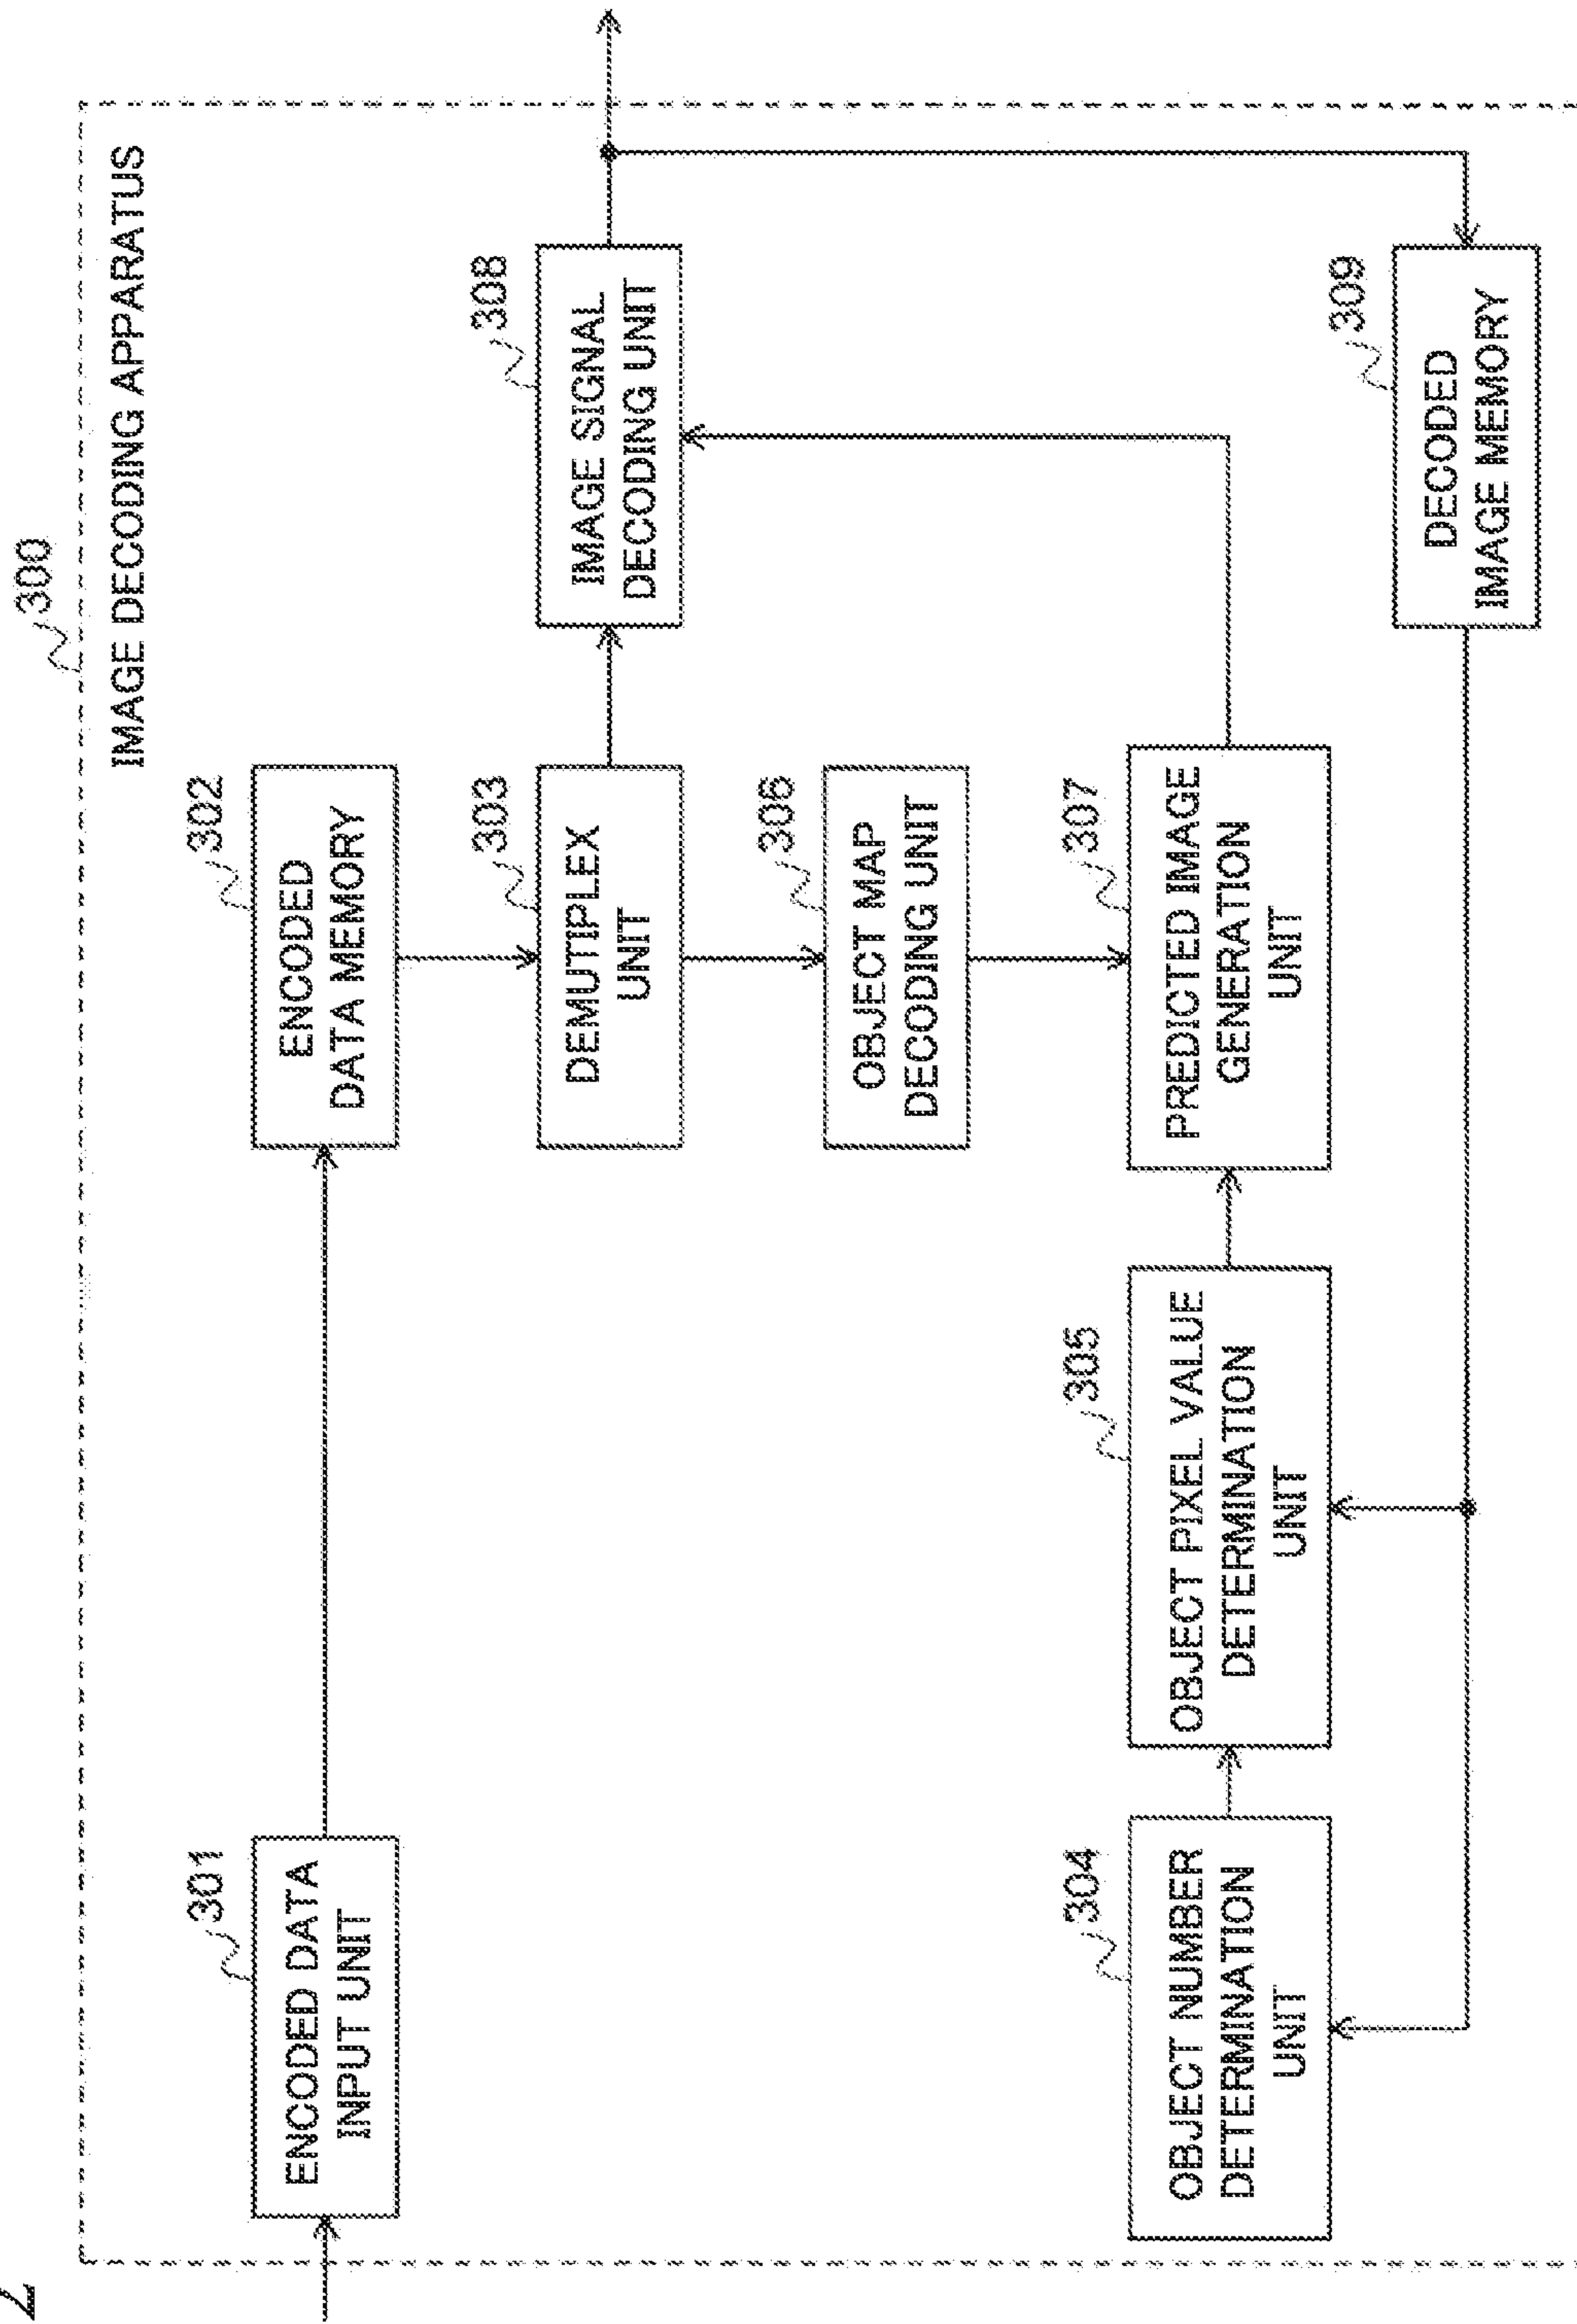 300
IMAGE DECODING APPARATUS
301
ENCODED DATA
INPUT UNIT
302
ENCODED
DATA MEMORY
303
DEMUTIPLEX
UNIT
308
IMAGE SIGNAL
DECODING UNIT
306
OBJECT MAP
DECODING UNIT
304
OBJECT NUMBER
DETERMINATION
UNIT
305
OBJECT PIXEL VALUE
DETERMINATION
UNIT
307
PREDICTED IMAGE
GENERATION
UNIT
309
DECODED
IMAGE MEMORY